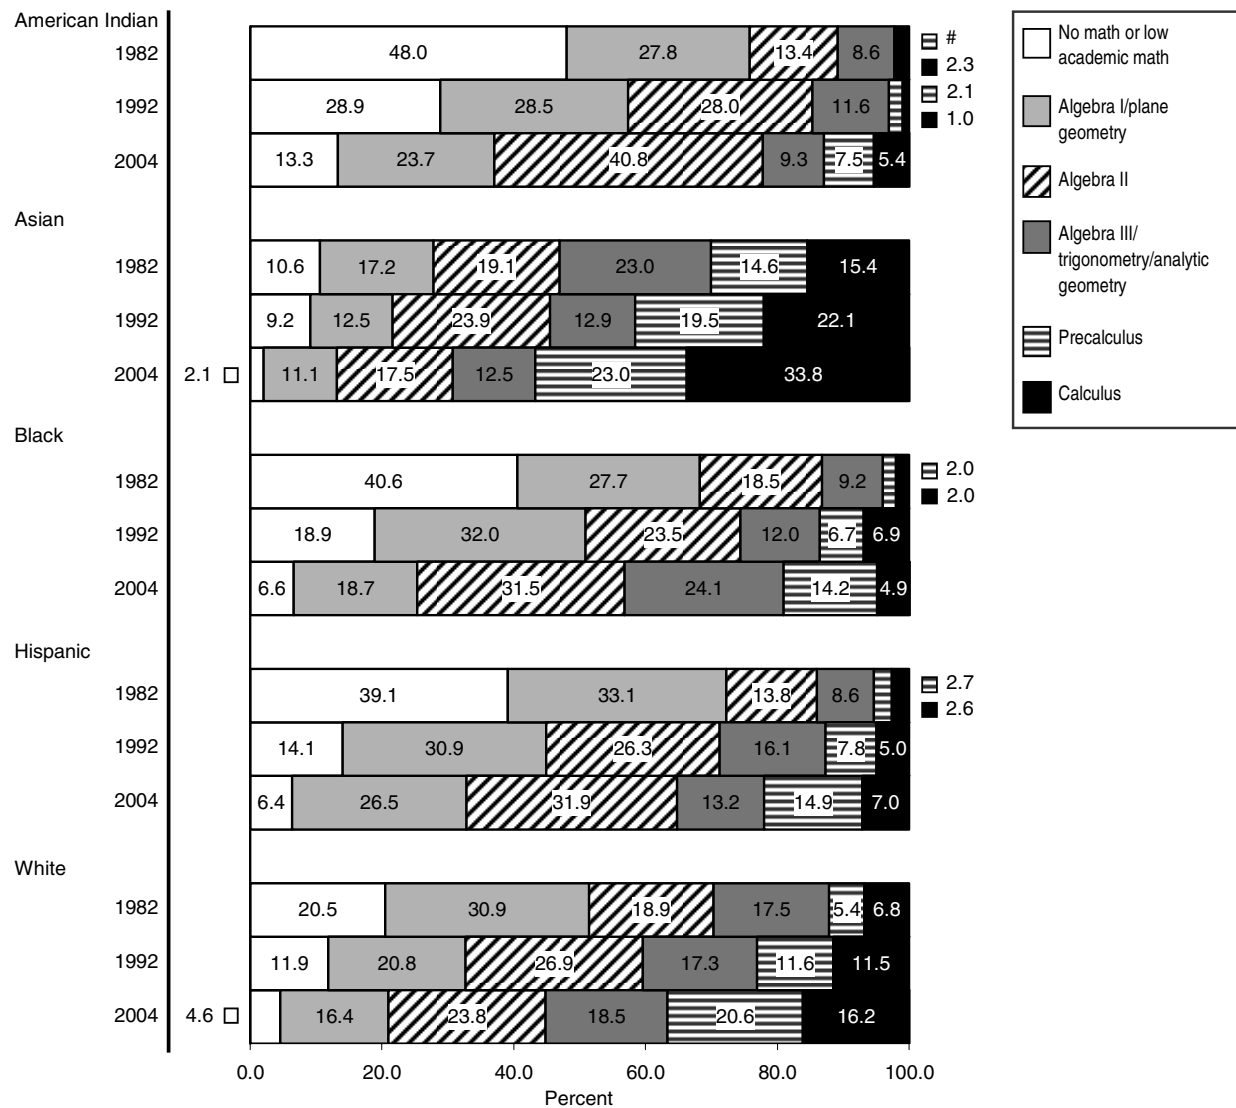 American Indian
1982 48.0 27.8 13.4 8.6 # 2.3
1992 28.9 28.5 28.0 11.6 2.1 1.0
2004 13.3 23.7 40.8 9.3 7.5 5.4
Asian
1982 10.6 17.2 19.1 23.0 14.6 15.4
1992 9.2 12.5 23.9 12.9 19.5 22.1
2004 2.1 11.1 17.5 12.5 23.0 33.8
Black
1982 40.6 27.7 18.5 9.2 2.0 2.0
1992 18.9 32.0 23.5 12.0 6.7 6.9
2004 6.6 18.7 31.5 24.1 14.2 4.9
Hispanic
1982 39.1 33.1 13.8 8.6 2.7 2.6
1992 14.1 30.9 26.3 16.1 7.8 5.0
2004 6.4 26.5 31.9 13.2 14.9 7.0
White
1982 20.5 30.9 18.9 17.5 5.4 6.8
1992 11.9 20.8 26.9 17.3 11.6 11.5
2004 4.6 16.4 23.8 18.5 20.6 16.2
0.0 20.0 40.0 60.0 80.0 100.0
Percent
No math or low
academic math
Algebra I/plane
geometry
Algebra II
Algebra III/
trigonometry/analytic
geometry
Precalculus
Calculus